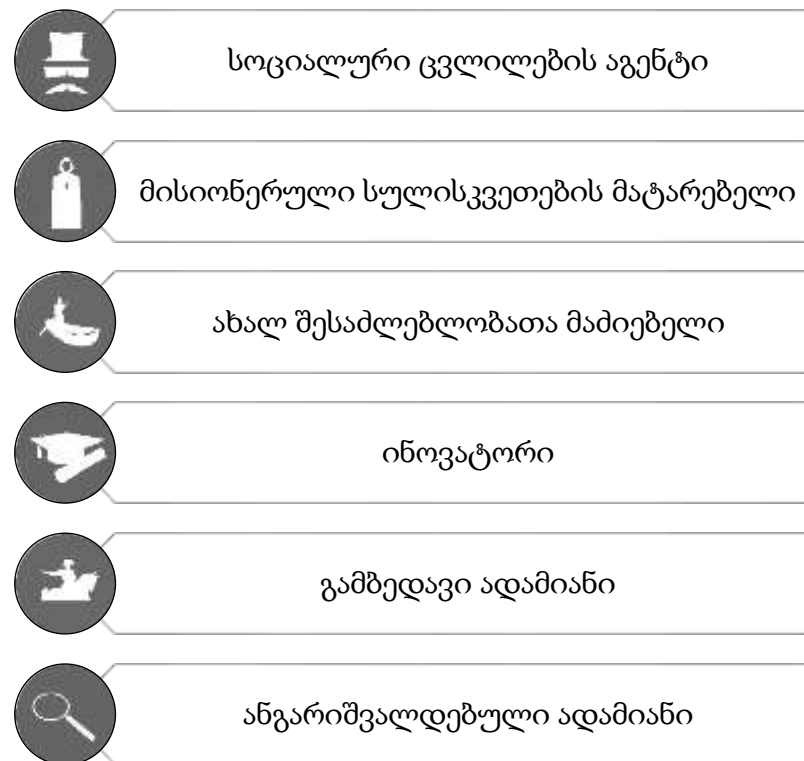 სოციალური ცვლილების აგენტი
მისიონერული სულისკვეთების მატარებელი
ახალ შესაძლებლობათა მაძიებელი
ინოვატორი
გამბედავი ადამიანი
ანგარიშვალდებული ადამიანი